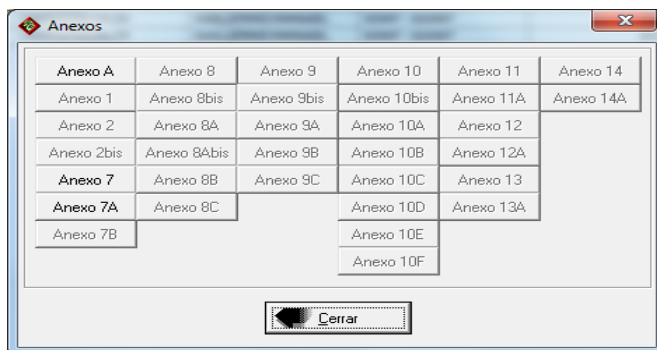 Anexos
Anexo A Anexo 8 Anexo 9 Anexo 10 Anexo 11 Anexo 14
Anexo 1 Anexo 8bis Anexo 9bis Anexo 10bis Anexo 11A Anexo 14A
Anexo 2 Anexo 8A Anexo 9A Anexo 10A Anexo 12
Anexo 2bis Anexo 8Abis Anexo 9B Anexo 10B Anexo 12A
Anexo 7 Anexo 8B Anexo 9C Anexo 10C Anexo 13
Anexo 7A Anexo 8C Anexo 10D Anexo 13A
Anexo 7B Anexo 10E
Anexo 10F
Cerrar